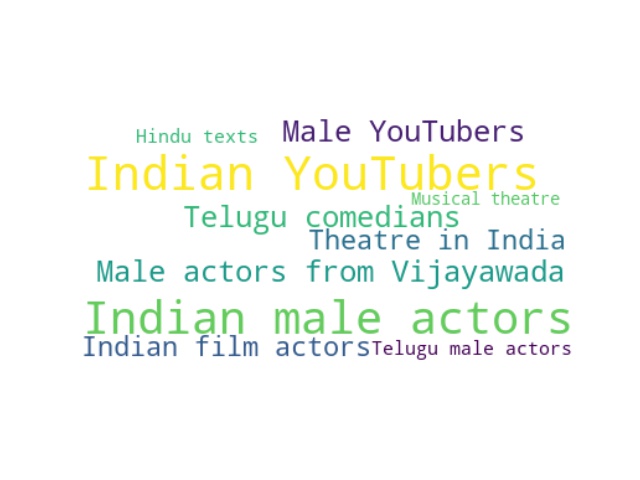 Hindu texts
Male YouTubers
Indian YouTubers
Musical theatre
Telugu comedians
Theatre in India
Male actors from Vijayawada
Indian male actors
Indian film actors
Telugu male actors